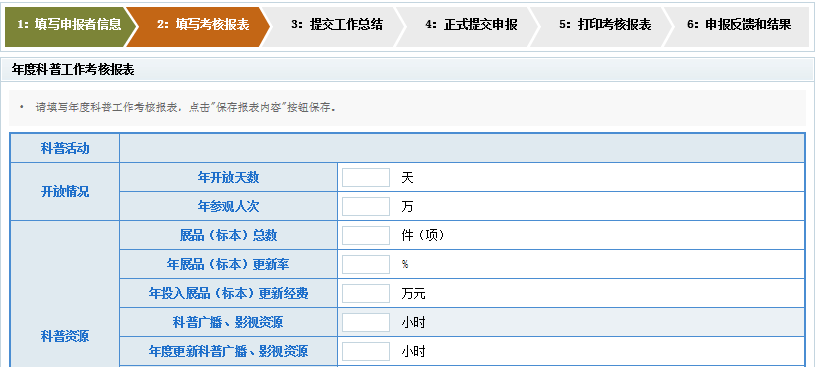 1: 填写申报者信息 2: 填写考核报表 3: 提交工作总结 4: 正式提交申报 5: 打印考核报表 6: 申报反馈和结果
年度科普工作考核报表
• 请填写年度科普工作考核报表，点击"保存报表内容"按钮保存。
科普活动
开放情况
年开放天数 天
年参观人次 万
科普资源
展品（标本）总数 件（项）
年展品（标本）更新率 %
年投入展品（标本）更新经费 万元
科普广播、影视资源 小时
年度更新科普广播、影视资源 小时